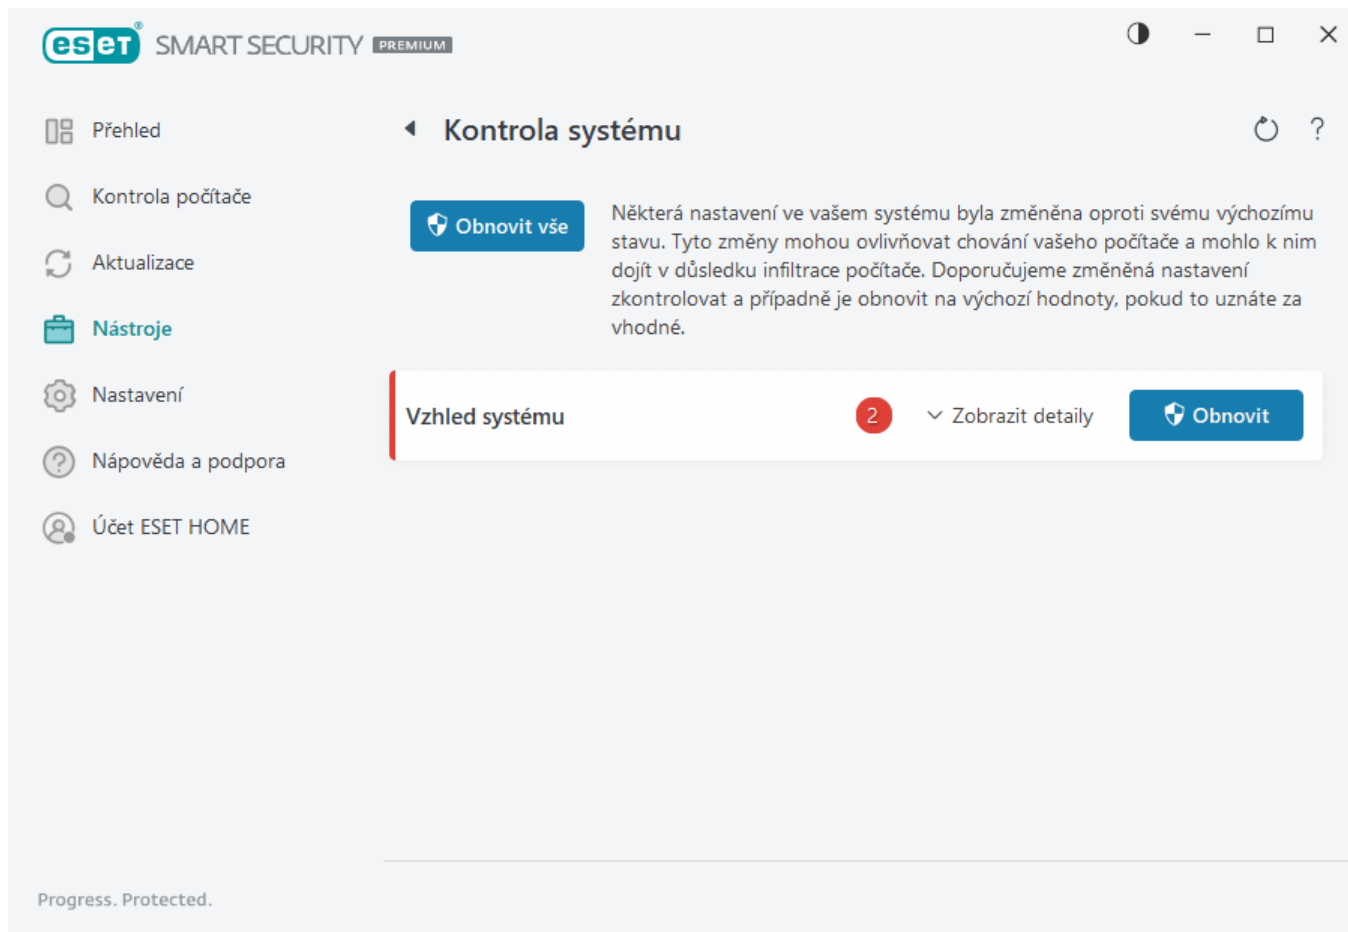 eset® SMART SECURITY PREMIUM
Přehled
Kontrola počítače
Aktualizace
Nástroje
Nastavení
Nápověda a podpora
Účet ESET HOME
Kontrola systému
?
Obnovit vše
Některá nastavení ve vašem systému byla změněna oproti svému výchozímu
stavu. Tyto změny mohou ovlivňovat chování vašeho počítače a mohlo k nim
dojít v důsledku infiltrace počítače. Doporučujeme změněná nastavení
zkontrolovat a případně je obnovit na výchozí hodnoty, pokud to uznáte za
vhodné.
Vzhled systému 2 Zobrazit detaily Obnovit
Progress. Protected.